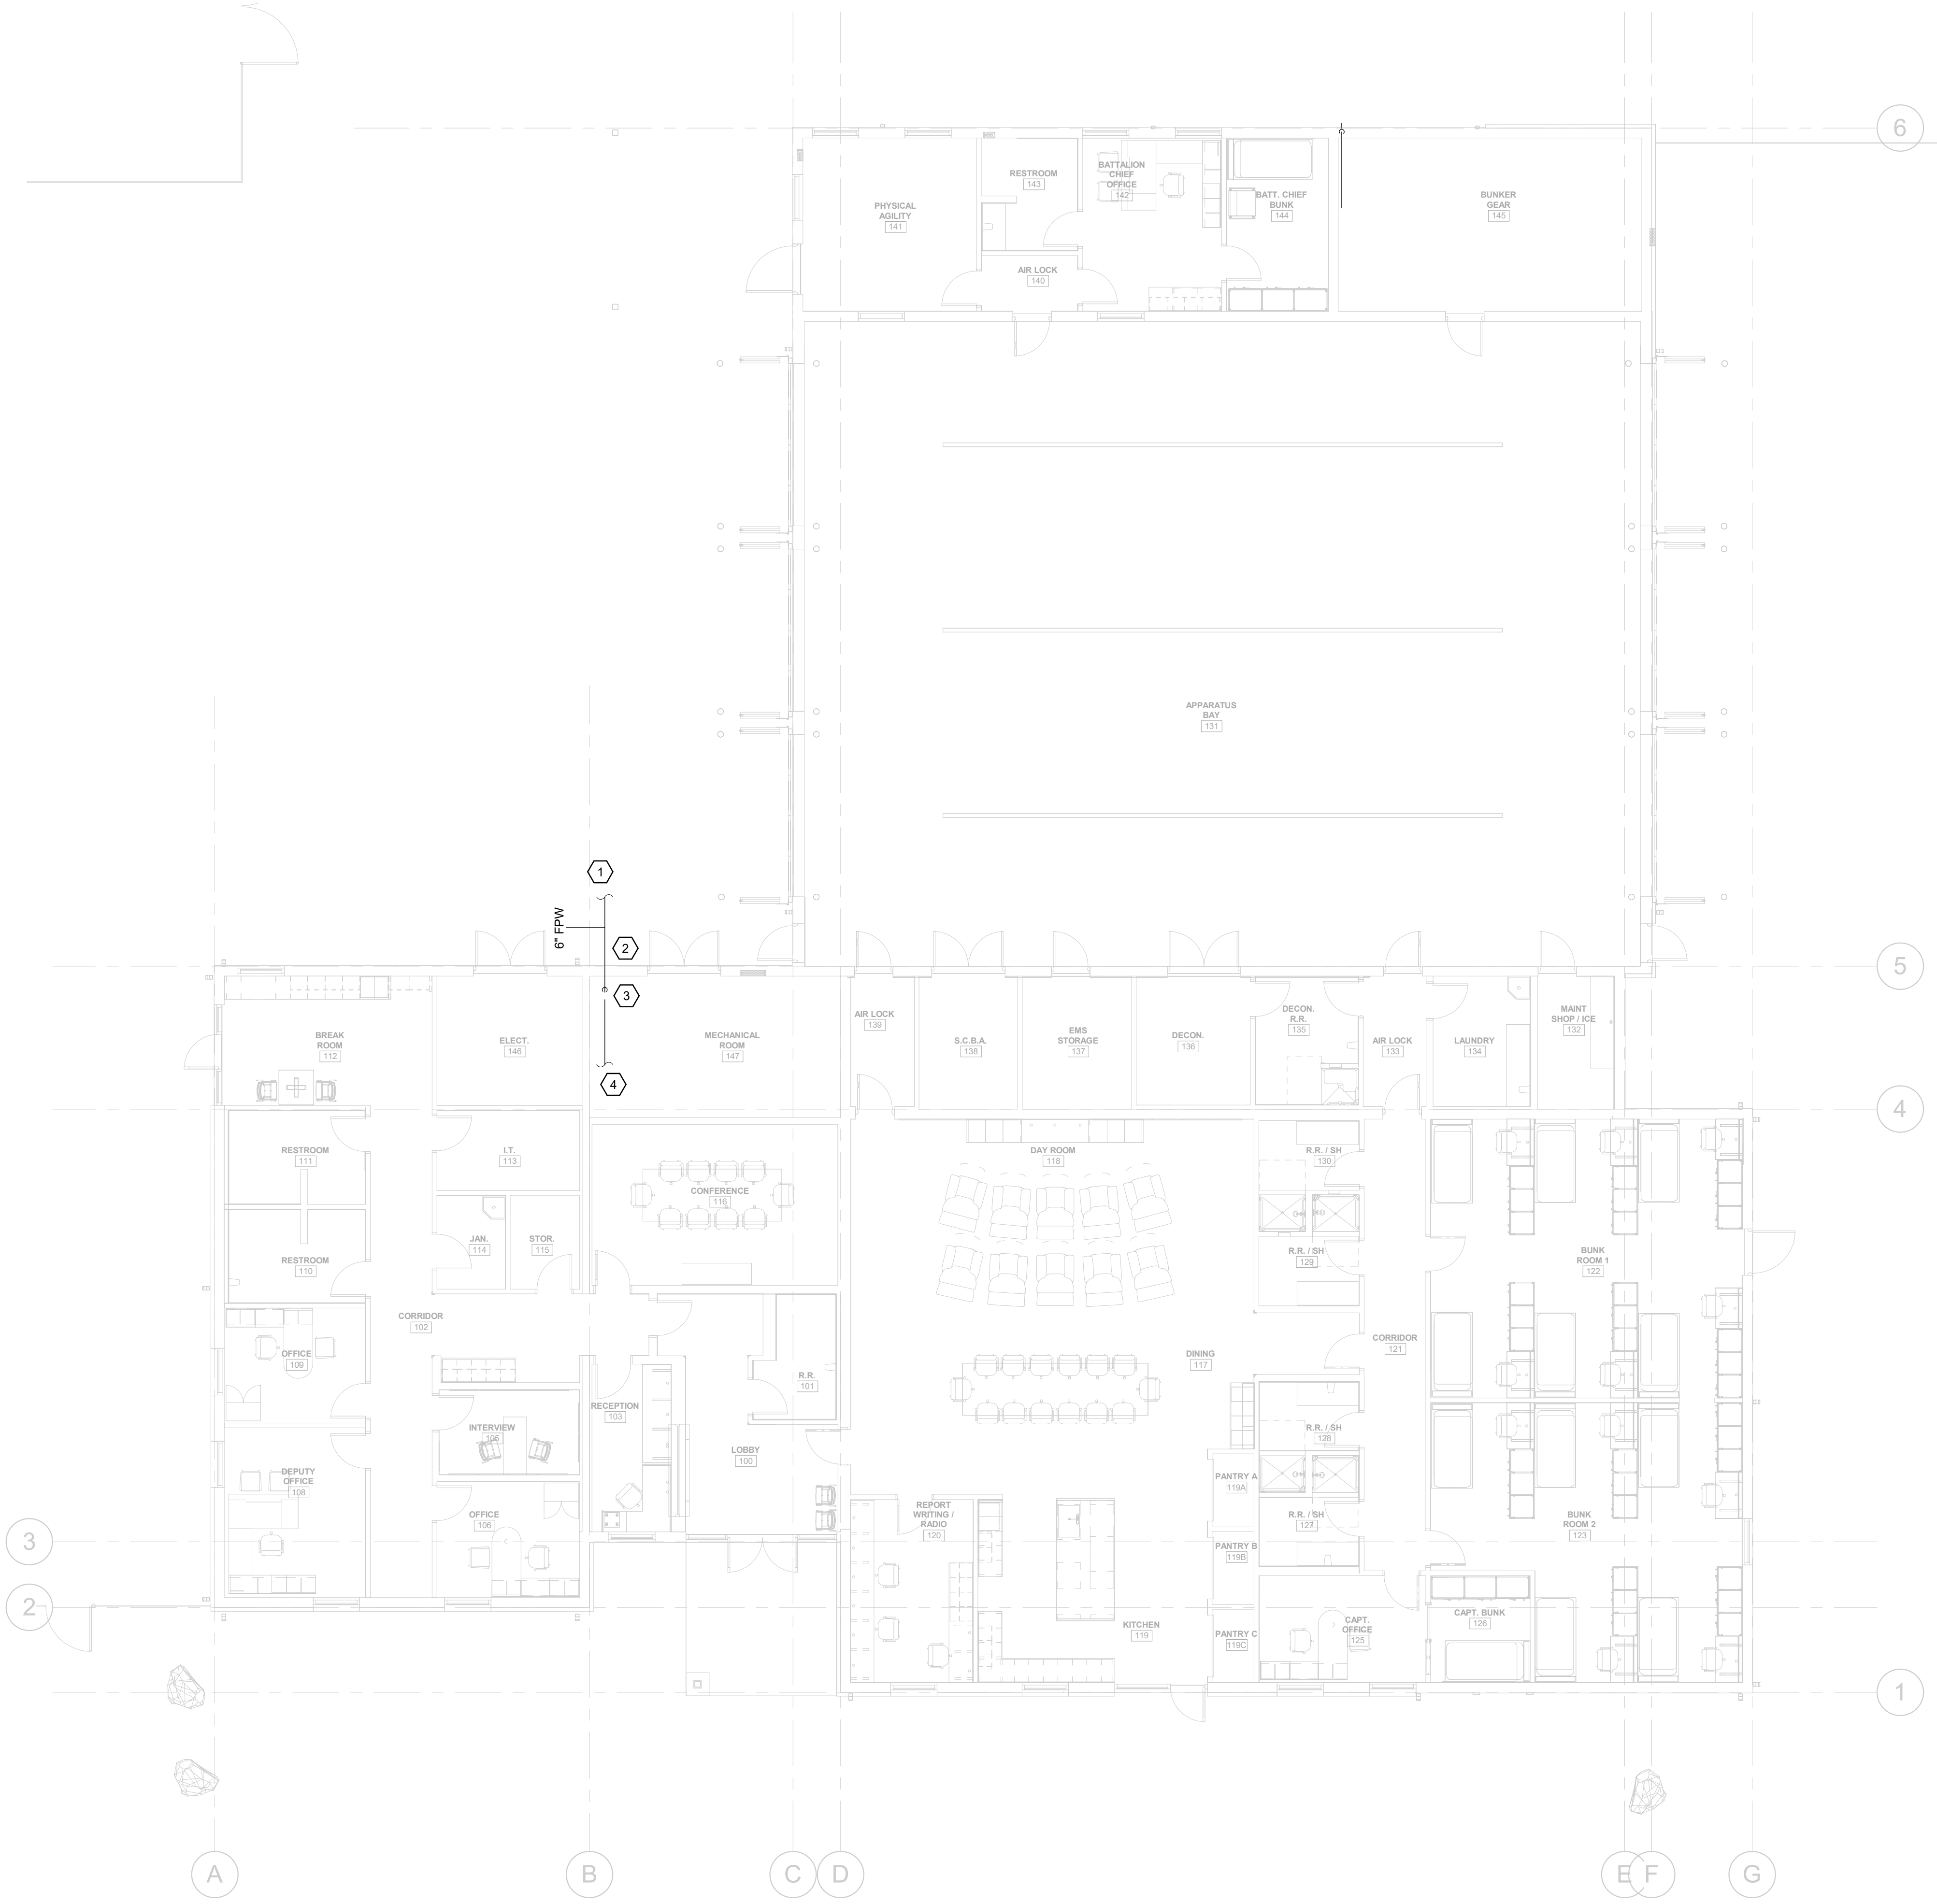 6
BATTALION
CHIEF
OFFICE
142
RESTROOM
143
BATT. CHIEF
BUNK
144
BUNKER
GEAR
145
PHYSICAL
AGILITY
141
AIR LOCK
140
APPARATUS
BAY
131
1
6" FPW
2
3
4
5
BREAK
ROOM
112
ELECT.
146
MECHANICAL
ROOM
147
AIR LOCK
139
S.C.B.A.
138
EMS
STORAGE
137
DECON.
136
DECON.
R.R.
135
AIR LOCK
133
LAUNDRY
134
MAINT
SHOP / ICE
132
4
RESTROOM
111
I.T.
113
CONFERENCE
116
DAY ROOM
118
R.R. / SH
130
JAN.
114
STOR.
115
RESTROOM
110
R.R. / SH
129
BUNK
ROOM 1
122
CORRIDOR
102
OFFICE
109
R.R.
101
DINING
117
CORRIDOR
121
RECEPTION
103
INTERVIEW
105
LOBBY
100
R.R. / SH
128
DEPUTY
OFFICE
108
OFFICE
106
REPORT
WRITING /
RADIO
120
PANTRY A
119A
R.R. / SH
127
BUNK
ROOM 2
123
3
PANTRY B
119B
2
KITCHEN
119
PANTRY C
119C
CAPT.
OFFICE
125
CAPT. BUNK
126
1
A
B
C
D
E
F
G